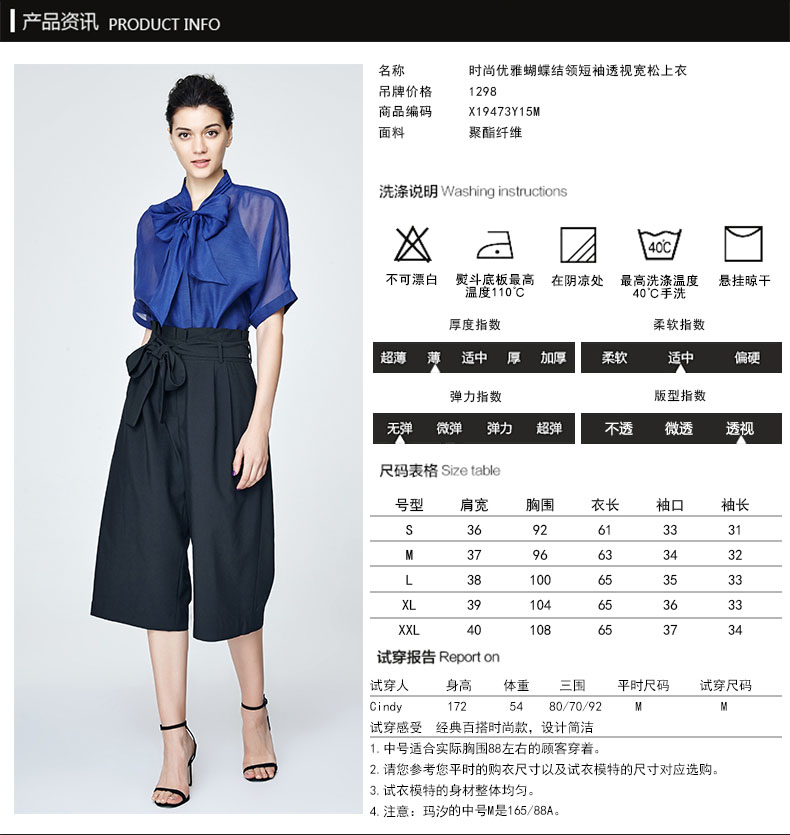 产品资讯 PRODUCT INFO
名称 时尚优雅蝴蝶结领短袖透视宽松上衣
吊牌价格 1298
商品编码 X19473Y15M
面料 聚酯纤维
洗涤说明 Washing instructions
40℃
不可漂白 熨斗底板最高温度110℃ 在阴凉处 最高洗涤温度40℃手洗 悬挂晾干
厚度指数 柔软指数
超薄 薄 适中 厚 加厚 柔软 适中 偏硬
弹力指数 版型指数
无弹 微弹 弹力 超弹 不透 微透 透视
尺码表格 Size table
号型 肩宽 胸围 衣长 袖口 袖长
S 36 92 61 33 31
M 37 96 63 34 32
L 38 100 65 35 33
XL 39 104 65 36 33
XXL 40 108 65 37 34
试穿报告 Report on
试穿人 身高 体重 三围 平时尺码 试穿尺码
Cindy 172 54 80/70/92 M M
试穿感受 经典百搭时尚款，设计简洁
1.中号适合实际胸围88左右的顾客穿着。
2.请您参考您平时的购衣尺寸以及试衣模特的尺寸对应选购。
3.试衣模特的身材整体均匀。
4.注意：玛汐的中号M是165/88A。